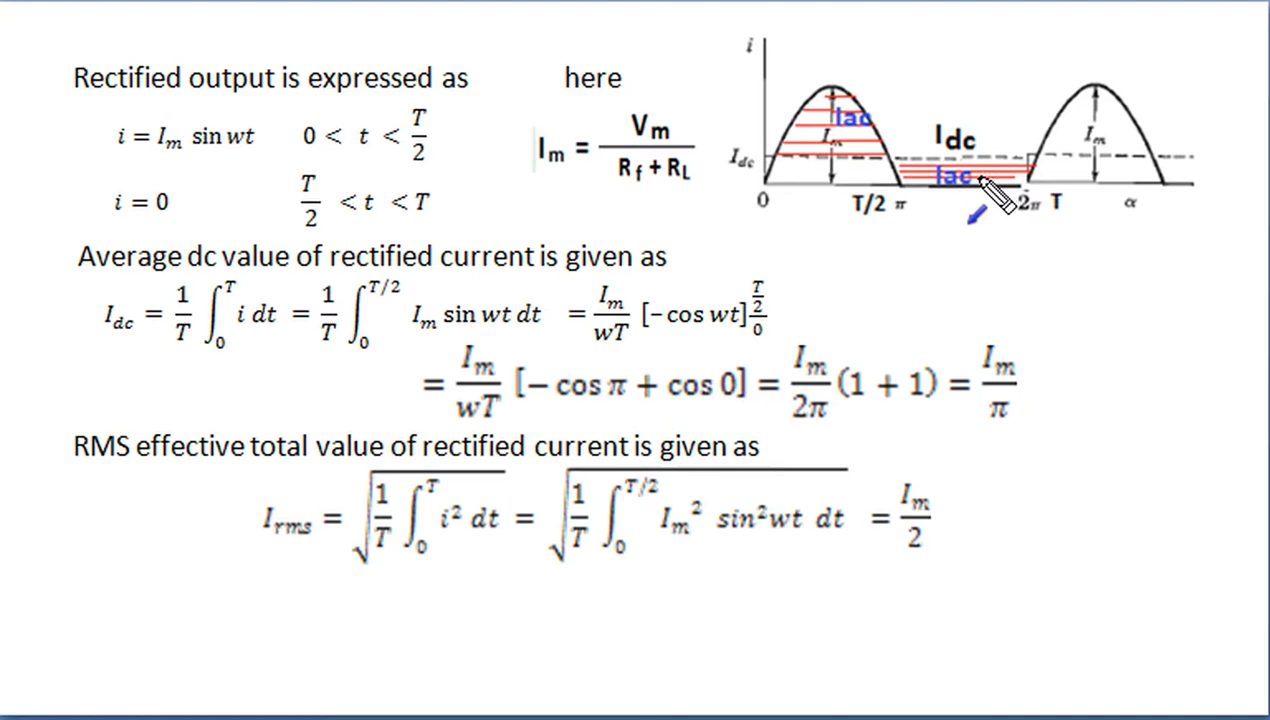 Rectified output is expressed as here
i = I_m sin wt 0 < t < T/2
I_m = V_m / (R_f + R_L)
i = 0 T/2 < t < T
i
Iac
I_m
I_dc
Idc
Iac
I_m
0 T/2 π 2π T α
Average dc value of rectified current is given as
I_dc = 1/T ∫_0^T i dt = 1/T ∫_0^{T/2} I_m sin wt dt = I_m/wT [−cos wt]_0^{T/2}
= I_m/wT [− cos π + cos 0] = I_m/2π (1 + 1) = I_m/π
RMS effective total value of rectified current is given as
I_rms = √(1/T ∫_0^T i² dt) = √(1/T ∫_0^{T/2} I_m² sin²wt dt) = I_m/2